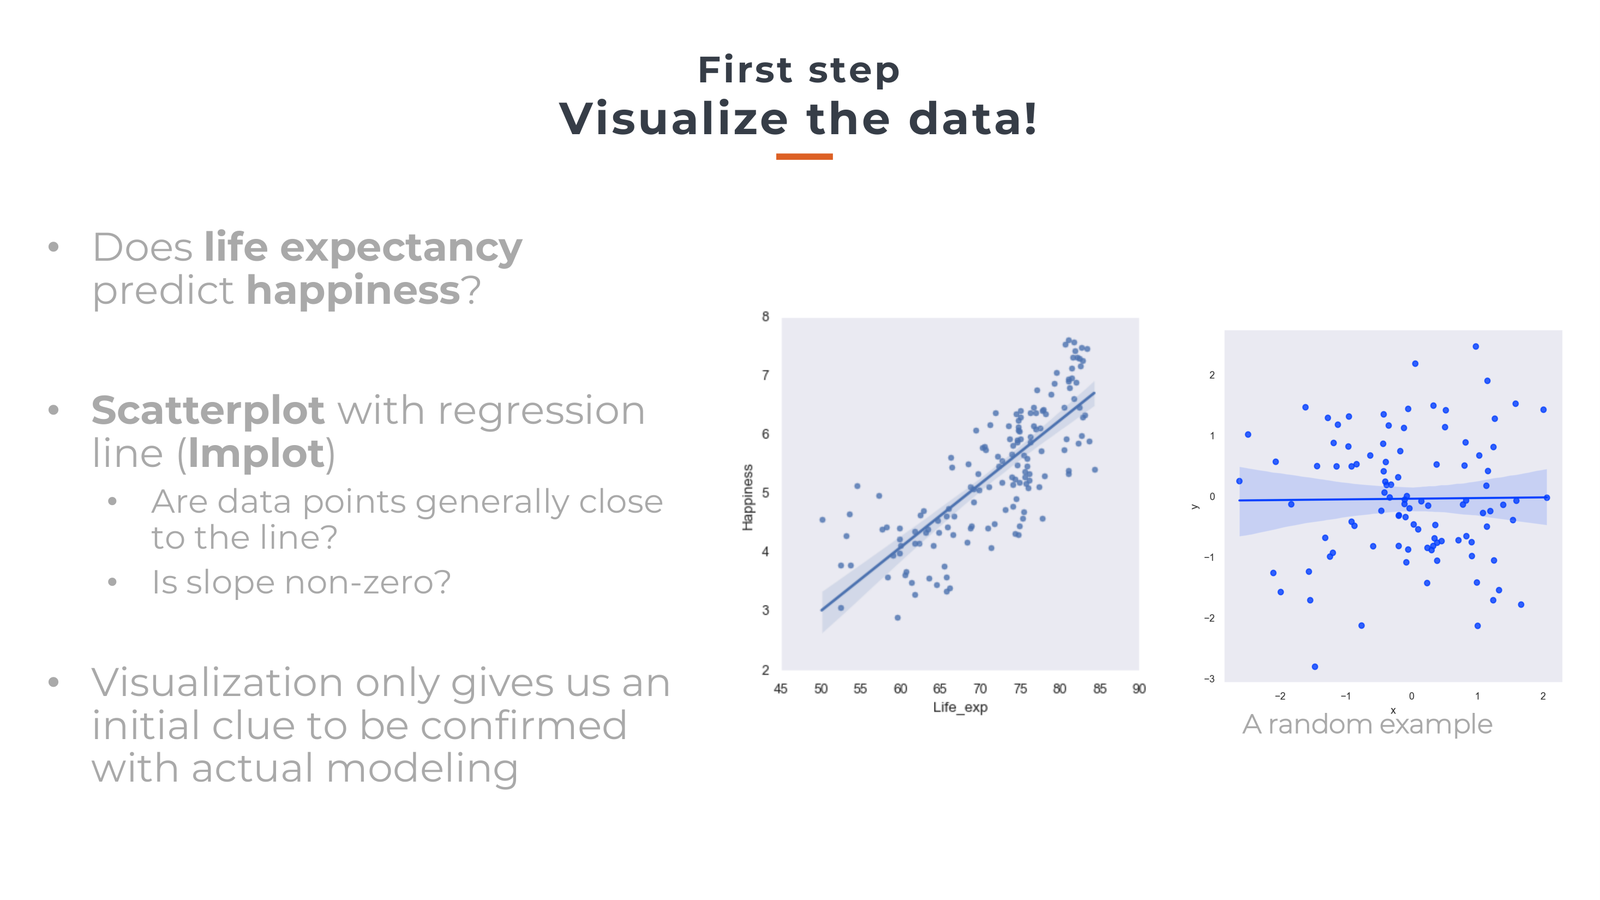 First step
Visualize the data!
• Does life expectancy
predict happiness?
• Scatterplot with regression
line (lmplot)
• Are data points generally close
to the line?
• Is slope non-zero?
• Visualization only gives us an
initial clue to be confirmed
with actual modeling
8
7
6
5
4
3
2
Happiness
45 50 55 60 65 70 75 80 85 90
Life_exp
2
1
0
−1
−2
−3
y
−2 −1 0 1 2
x
A random example